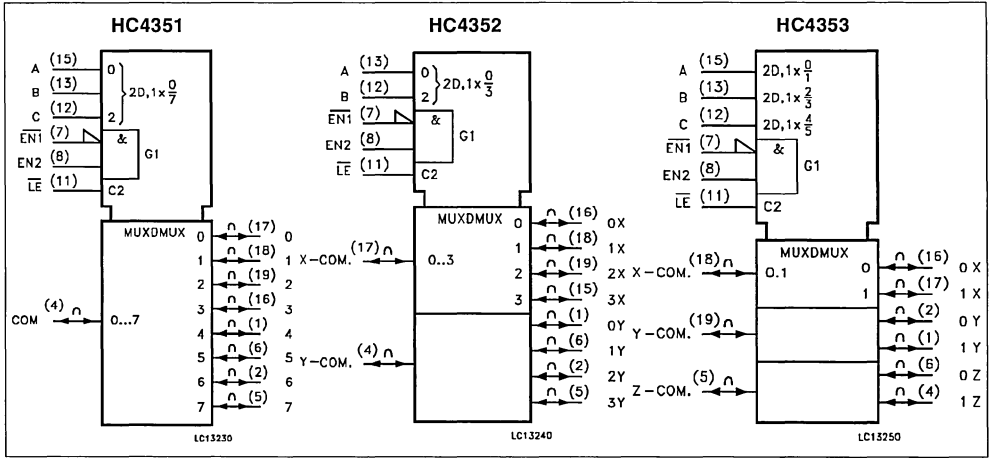 HC4351
A (15) 0
B (13) } 2D,1× 0/7
C (12) 2
EN1 (7) &
G1
EN2 (8)
LE (11) C2
MUXDMUX
0 ∩ (17) 0
1 ∩ (18) 1
2 ∩ (19) 2
3 ∩ (16) 3
COM (4) ∩ 0...7
4 ∩ (1) 4
5 ∩ (6) 5
6 ∩ (2) 6
7 ∩ (5) 7
LC13230
HC4352
A (13) 0
} 2D,1× 0/3
B (12) 2
EN1 (7) &
G1
EN2 (8)
LE (11) C2
MUXDMUX
0 ∩ (16) 0X
1 ∩ (18) 1X
X-COM. (17) ∩ 0..3
2 ∩ (19) 2X
3 ∩ (15) 3X
∩ (1) 0Y
∩ (6) 1Y
Y-COM. (4) ∩
∩ (2) 2Y
∩ (5) 3Y
LC13240
HC4353
A (15) 2D,1× 0/1
B (13) 2D,1× 2/3
C (12) 2D,1× 4/5
EN1 (7) &
G1
EN2 (8)
LE (11) C2
MUXDMUX
0 ∩ (16) 0X
X-COM. (18) ∩ 0.1
1 ∩ (17) 1X
∩ (2) 0Y
Y-COM. (19) ∩
∩ (1) 1Y
∩ (6) 0Z
Z-COM. (5) ∩
∩ (4) 1Z
LC13250